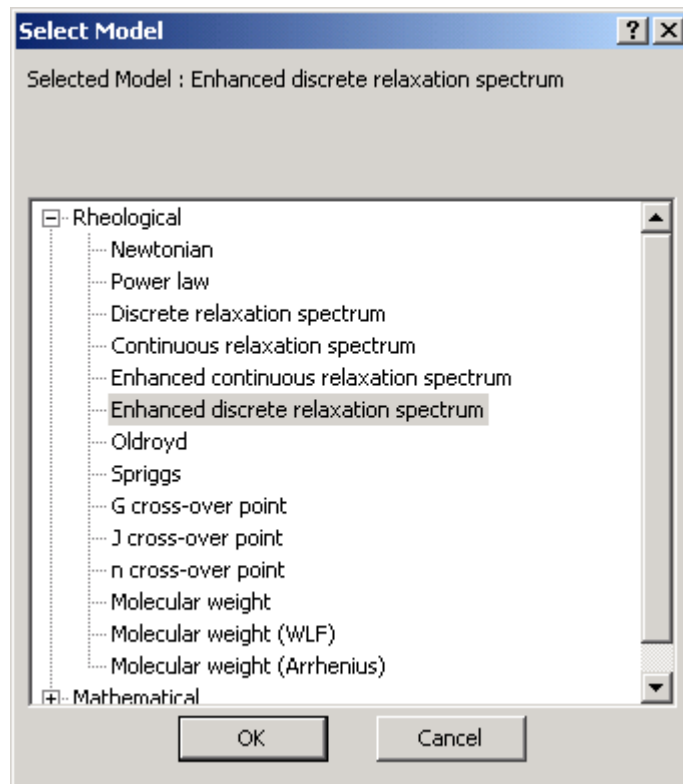 Select Model
Selected Model : Enhanced discrete relaxation spectrum
Rheological
Newtonian
Power law
Discrete relaxation spectrum
Continuous relaxation spectrum
Enhanced continuous relaxation spectrum
Enhanced discrete relaxation spectrum
Oldroyd
Spriggs
G cross-over point
J cross-over point
n cross-over point
Molecular weight
Molecular weight (WLF)
Molecular weight (Arrhenius)
Mathematical
OK Cancel